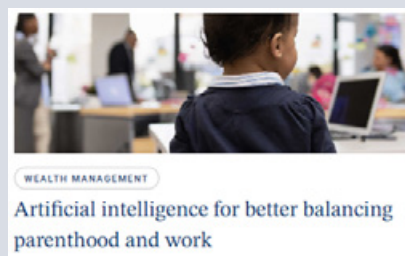 WEALTH MANAGEMENT
Artificial intelligence for better balancing
parenthood and work